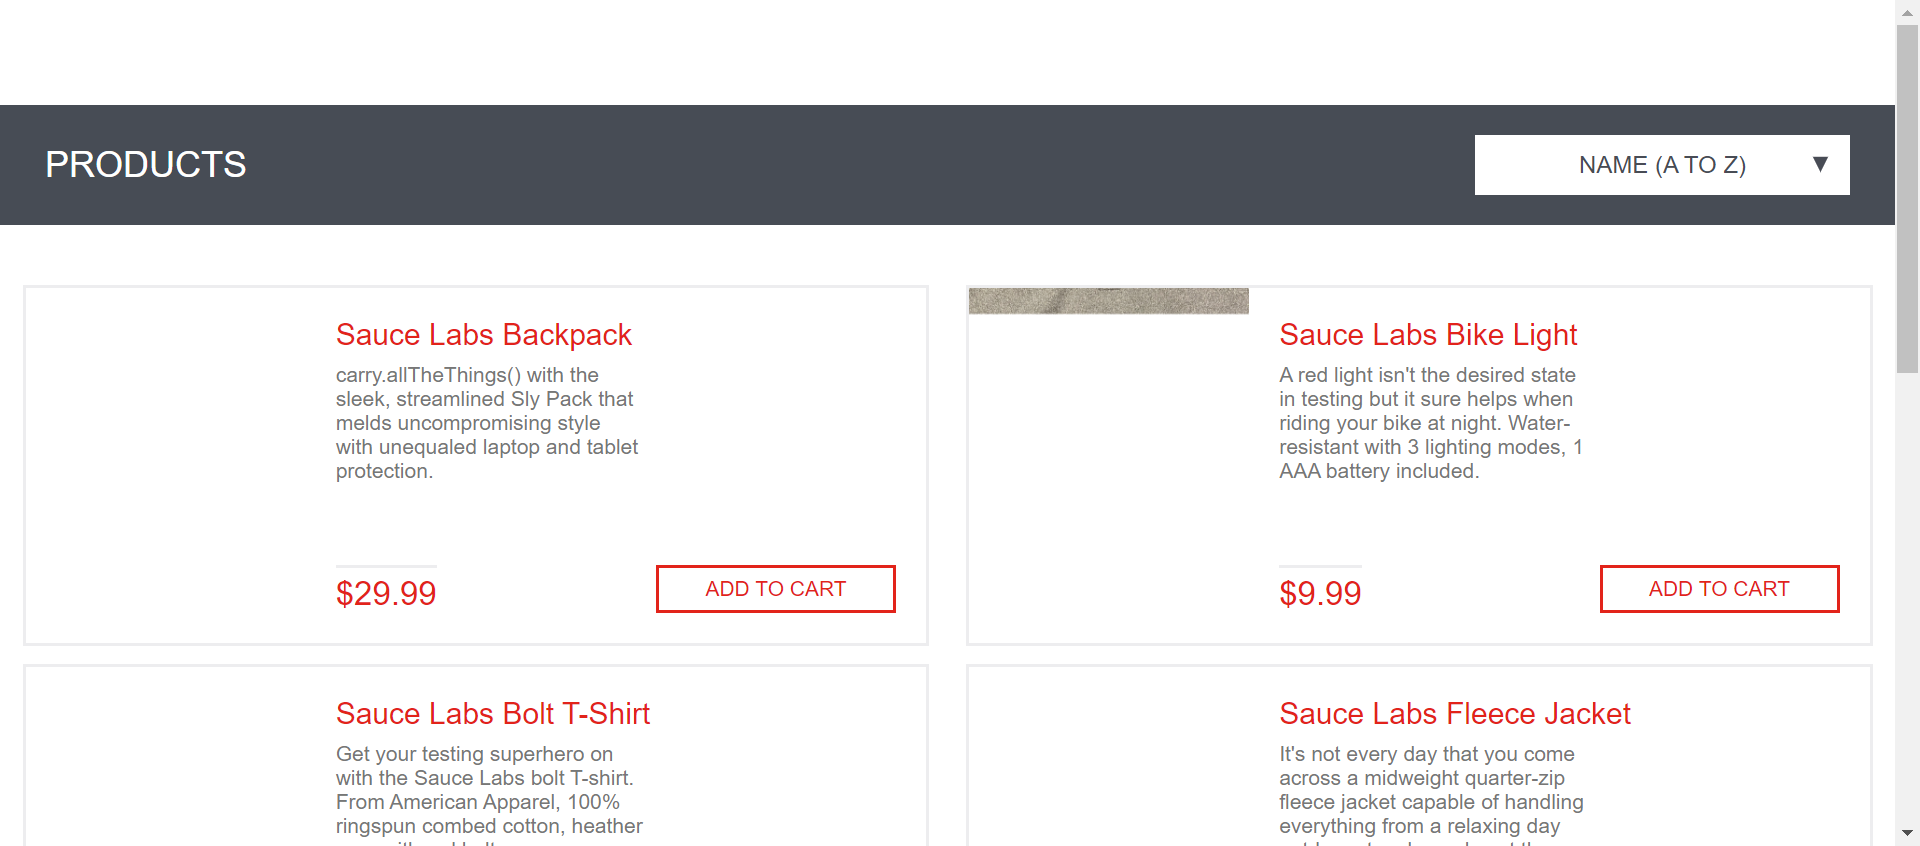 PRODUCTS
NAME (A TO Z)
Sauce Labs Backpack
carry.allTheThings() with the
sleek, streamlined Sly Pack that
melds uncompromising style
with unequaled laptop and tablet
protection.
$29.99
ADD TO CART
Sauce Labs Bike Light
A red light isn't the desired state
in testing but it sure helps when
riding your bike at night. Water-
resistant with 3 lighting modes, 1
AAA battery included.
$9.99
ADD TO CART
Sauce Labs Bolt T-Shirt
Get your testing superhero on
with the Sauce Labs bolt T-shirt.
From American Apparel, 100%
ringspun combed cotton, heather
Sauce Labs Fleece Jacket
It's not every day that you come
across a midweight quarter-zip
fleece jacket capable of handling
everything from a relaxing day